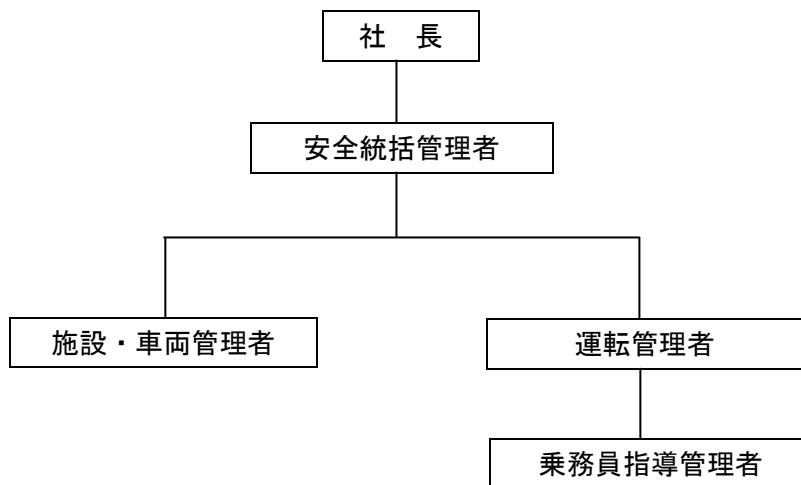 社　長
安全統括管理者
施設・車両管理者
運転管理者
乗務員指導管理者